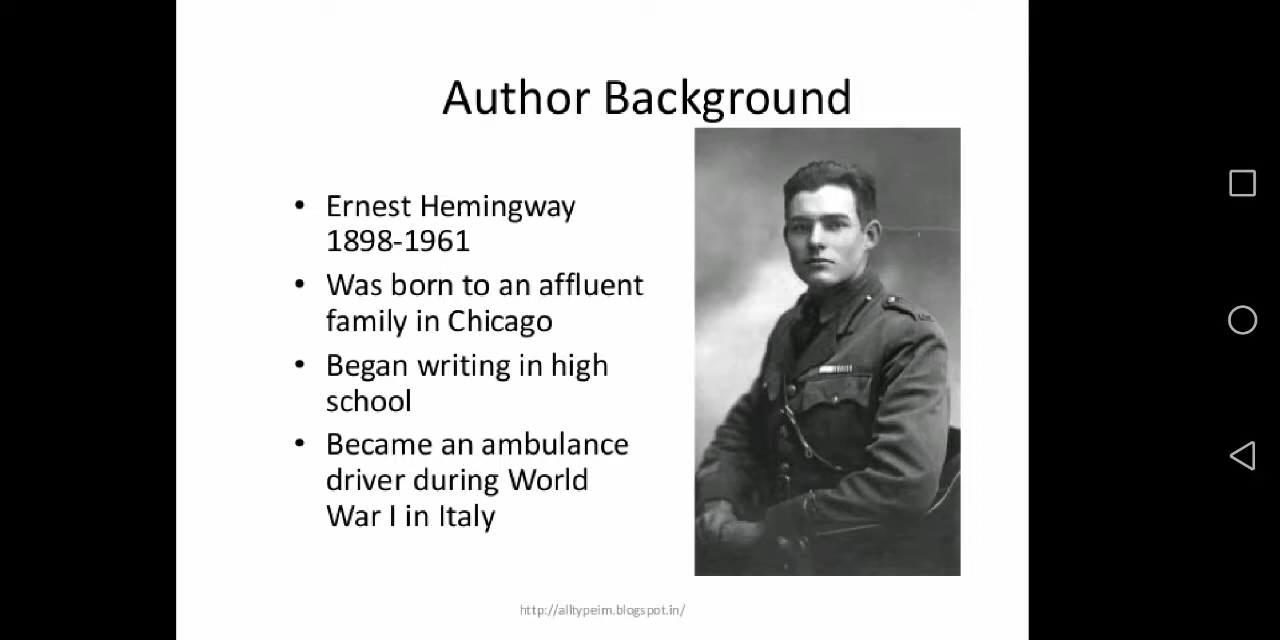 Author Background
• Ernest Hemingway
1898-1961
• Was born to an affluent
family in Chicago
• Began writing in high
school
• Became an ambulance
driver during World
War I in Italy
http://alltypeim.blogspot.in/